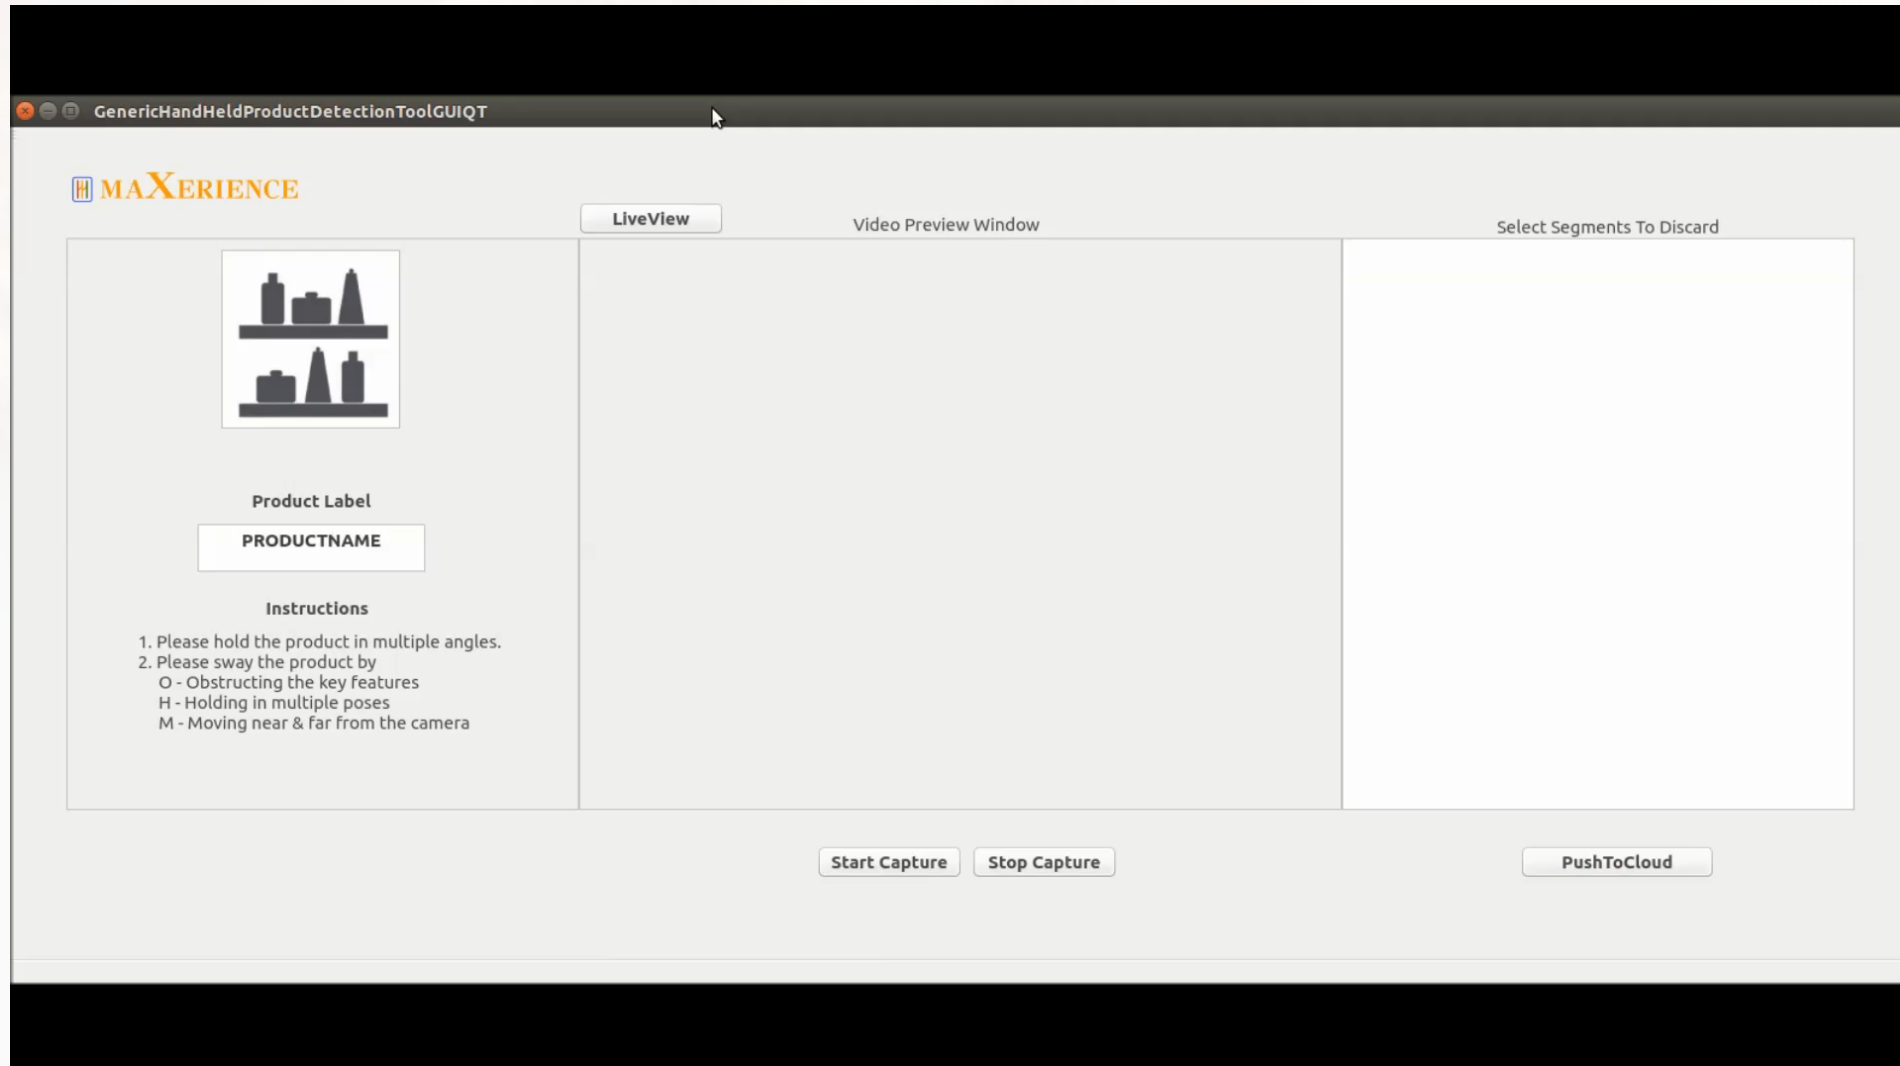 GenericHandHeldProductDetectionToolGUIQT
MAXERIENCE
LiveView
Video Preview Window
Select Segments To Discard
Product Label
PRODUCTNAME
Instructions
1. Please hold the product in multiple angles.
2. Please sway the product by
O - Obstructing the key features
H - Holding in multiple poses
M - Moving near & far from the camera
Start Capture
Stop Capture
PushToCloud